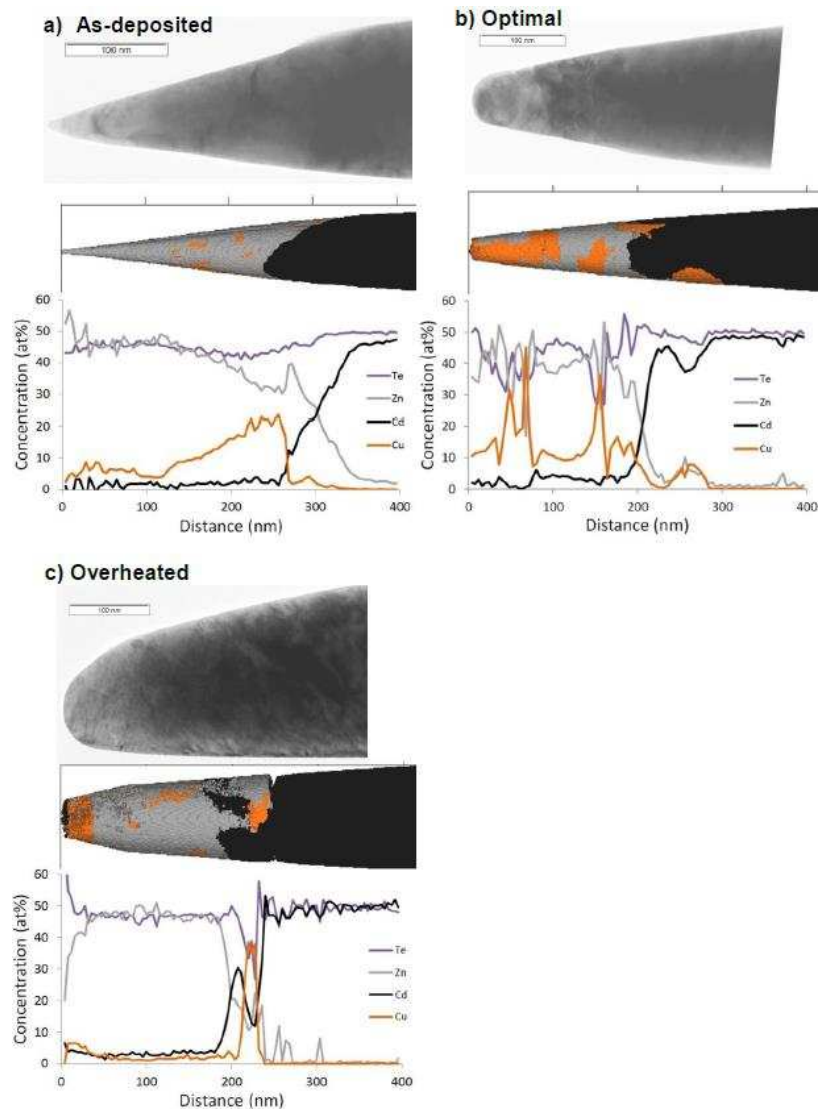 a) As-deposited
100 nm
b) Optimal
100 nm
60
50
40
30
20
10
0
Concentration (at%)
Te
Zn
Cd
Cu
0 100 200 300 400
Distance (nm)
60
50
40
30
20
10
0
Concentration (at%)
Te
Zn
Cd
Cu
0 100 200 300 400
Distance (nm)
c) Overheated
100 nm
60
50
40
30
20
10
0
Concentration (at%)
Te
Zn
Cd
Cu
0 100 200 300 400
Distance (nm)